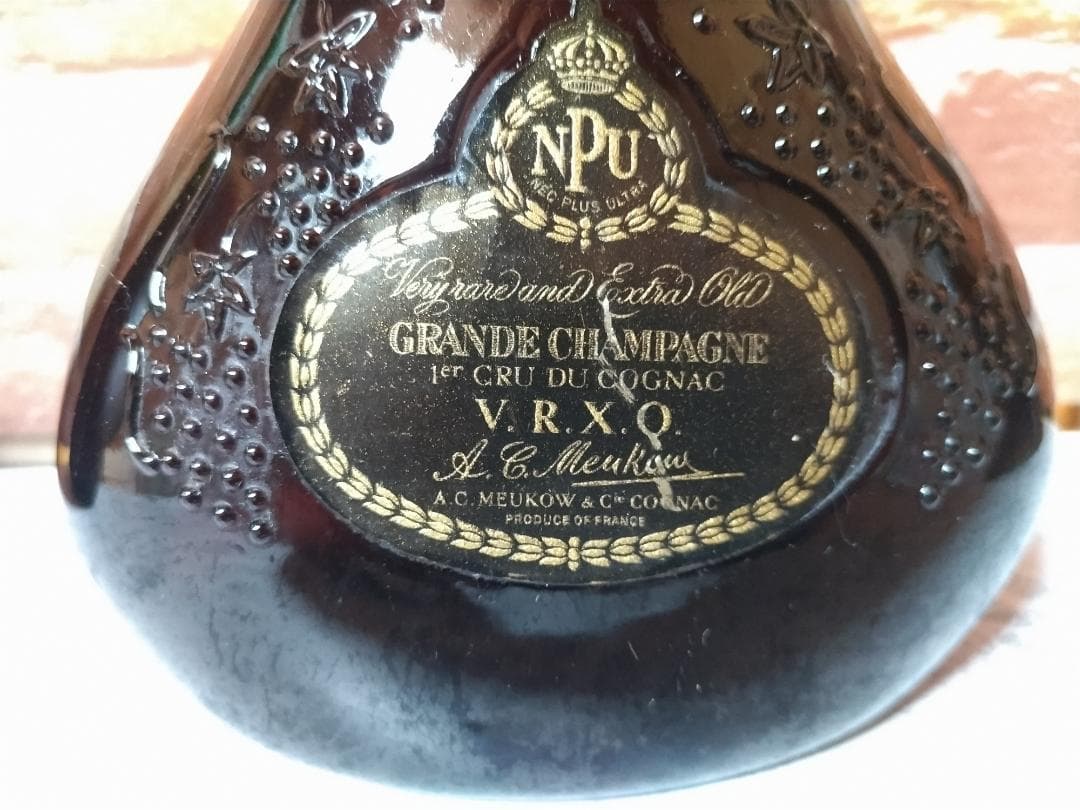 NPU
NEC PLUS ULTRA
Very rare and Extra Old
GRANDE CHAMPAGNE
1er CRU DU COGNAC
V.R.X.O.
A.C. Meukow
A.C. MEUKOW & Cie COGNAC
PRODUCE OF FRANCE